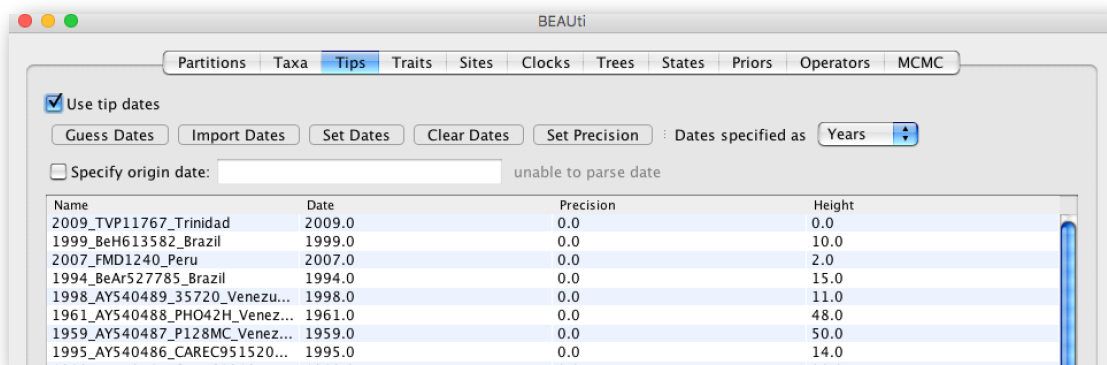 BEAUti
Partitions Taxa Tips Traits Sites Clocks Trees States Priors Operators MCMC
Use tip dates
Guess Dates Import Dates Set Dates Clear Dates Set Precision Dates specified as Years
Specify origin date: unable to parse date
Name Date Precision Height
2009_TVP11767_Trinidad 2009.0 0.0 0.0
1999_BeH613582_Brazil 1999.0 0.0 10.0
2007_FMD1240_Peru 2007.0 0.0 2.0
1994_BeAr527785_Brazil 1994.0 0.0 15.0
1998_AY540489_35720_Venezu... 1998.0 0.0 11.0
1961_AY540488_PHO42H_Venez... 1961.0 0.0 48.0
1959_AY540487_P128MC_Venez... 1959.0 0.0 50.0
1995_AY540486_CAREC951520... 1995.0 0.0 14.0